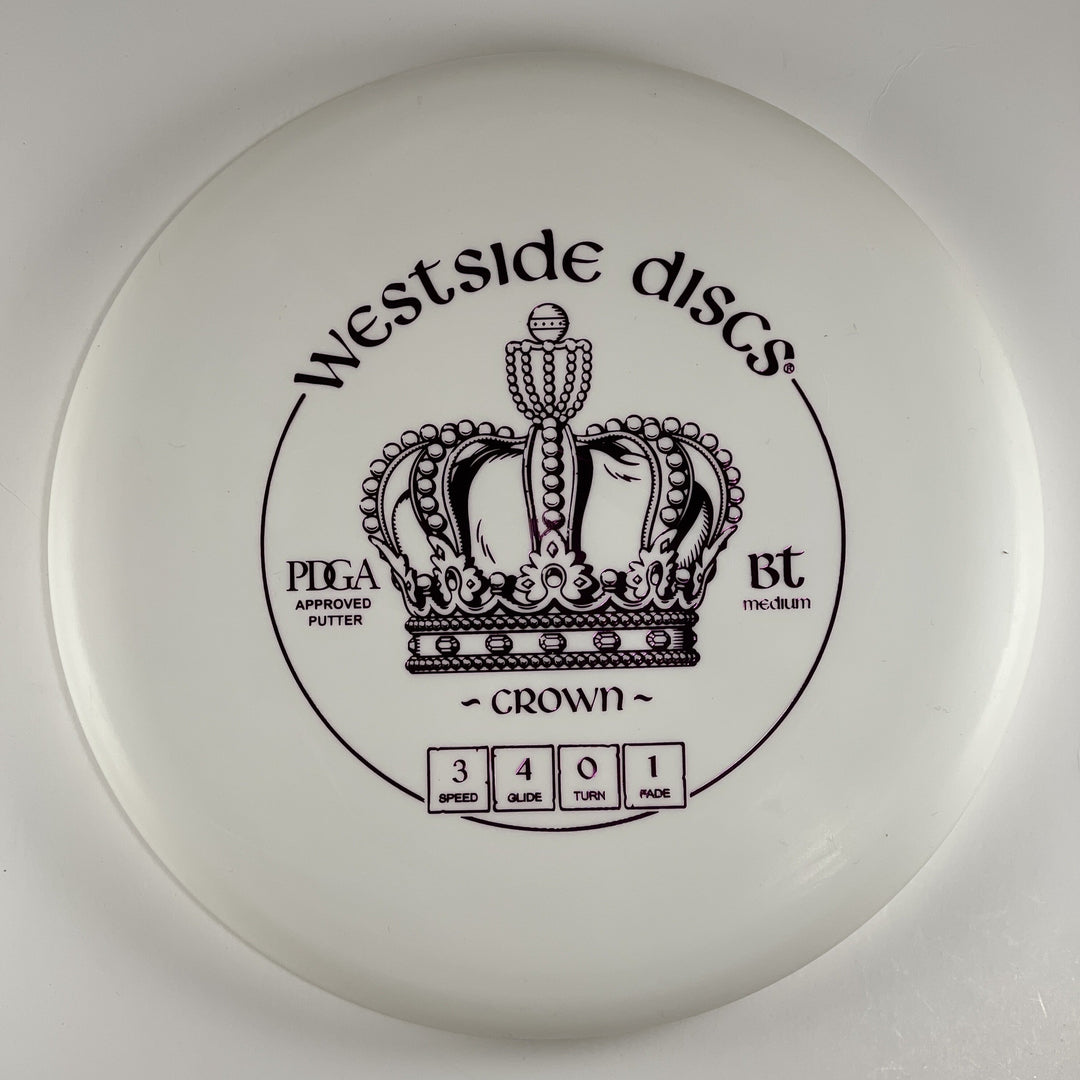 Westside Discs®
PDGA
APPROVED
PUTTER
BT
medium
~ CROWN ~
3 4 0 1
SPEED GLIDE TURN FADE